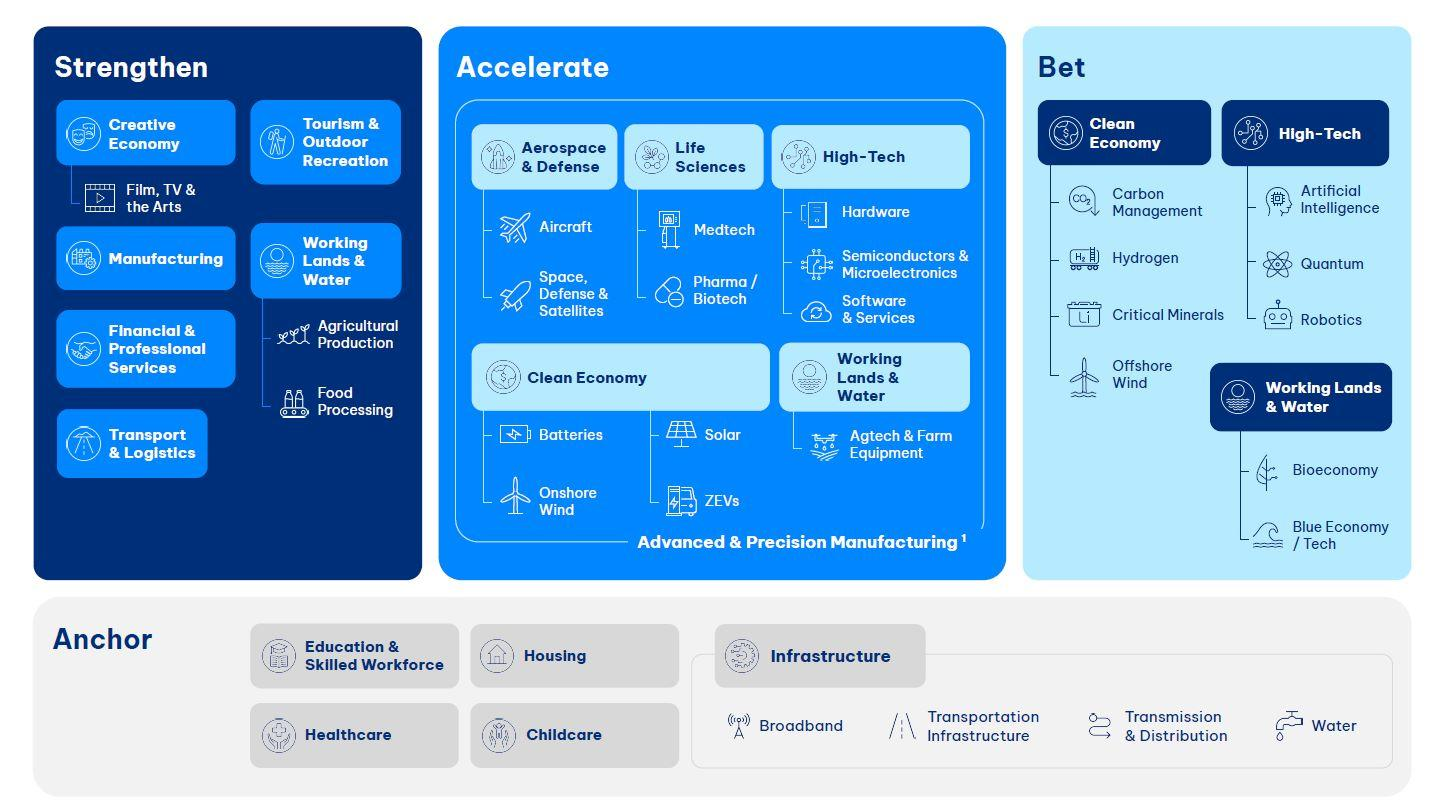 Strengthen
Creative
Economy
Film, TV &
the Arts
Manufacturing
Financial &
Professional
Services
Transport
& Logistics
Tourism &
Outdoor
Recreation
Working
Lands &
Water
Agricultural
Production
Food
Processing
Accelerate
Aerospace
& Defense
Aircraft
Space,
Defense &
Satellites
Life
Sciences
Medtech
Pharma /
Biotech
High-Tech
Hardware
Semiconductors &
Microelectronics
Software
& Services
Clean Economy
Batteries
Onshore
Wind
Solar
ZEVs
Working
Lands &
Water
Agtech & Farm
Equipment
Advanced & Precision Manufacturing ¹
Bet
Clean
Economy
CO₂
Carbon
Management
H₂
Hydrogen
Li
Critical Minerals
Offshore
Wind
High-Tech
Artificial
Intelligence
Quantum
Robotics
Working Lands
& Water
Bioeconomy
Blue Economy
/ Tech
Anchor
Education &
Skilled Workforce
Housing
Healthcare
Childcare
Infrastructure
Broadband
Transportation
Infrastructure
Transmission
& Distribution
Water